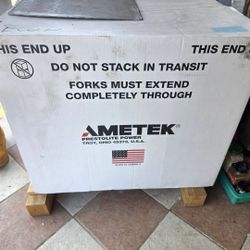 THIS END UP
THIS END UP
DO NOT STACK IN TRANSIT
FORKS MUST EXTEND
COMPLETELY THROUGH
AMETEK®
PRESTOLITE POWER
TROY, OHIO 45373, U.S.A.